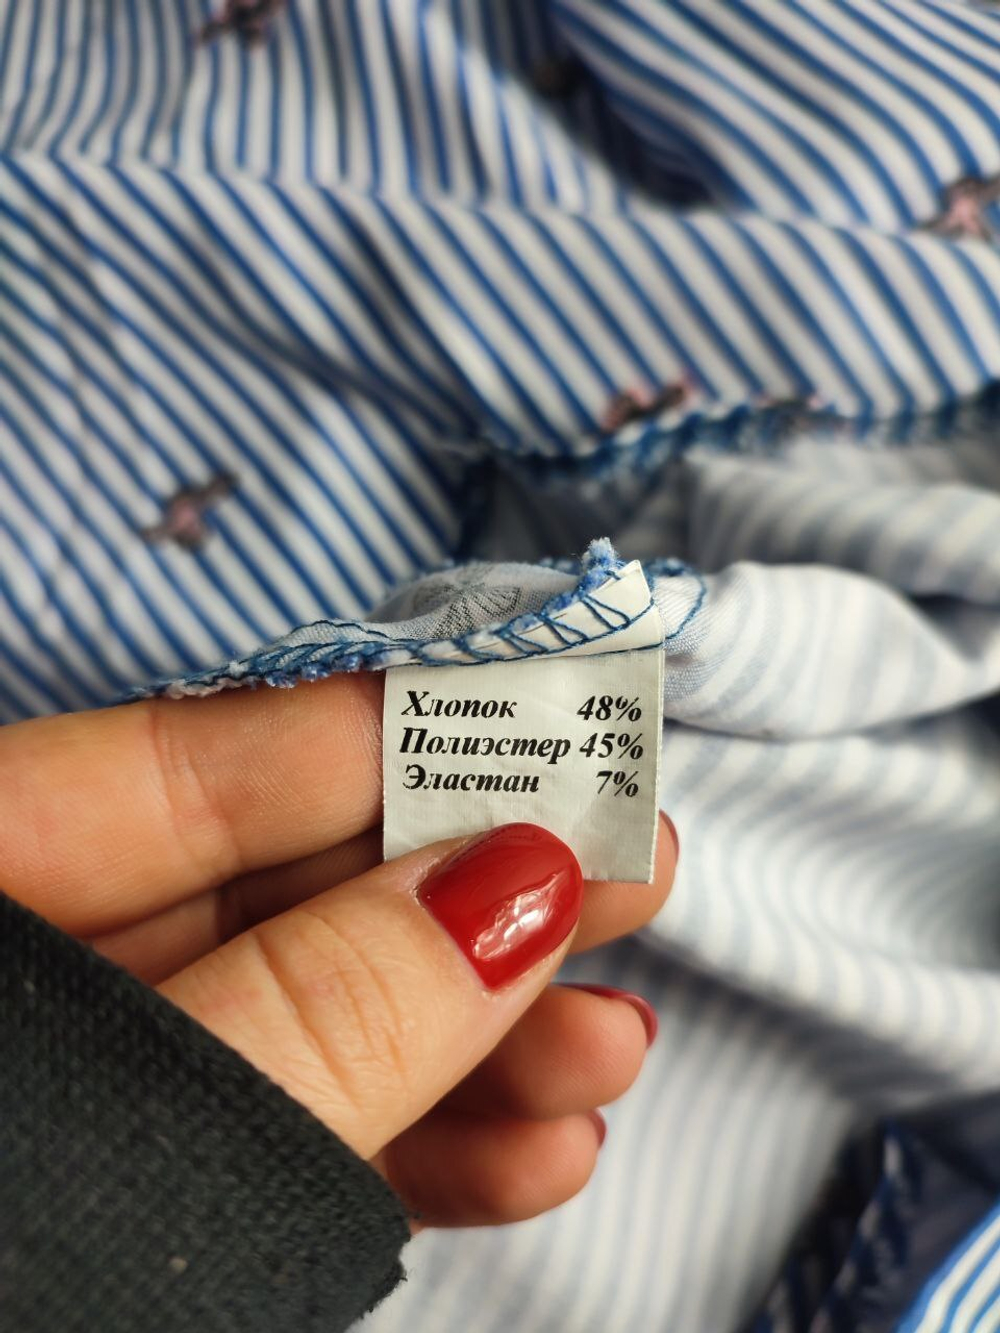 Хлопок 48%
Полиэстер 45%
Эластан 7%